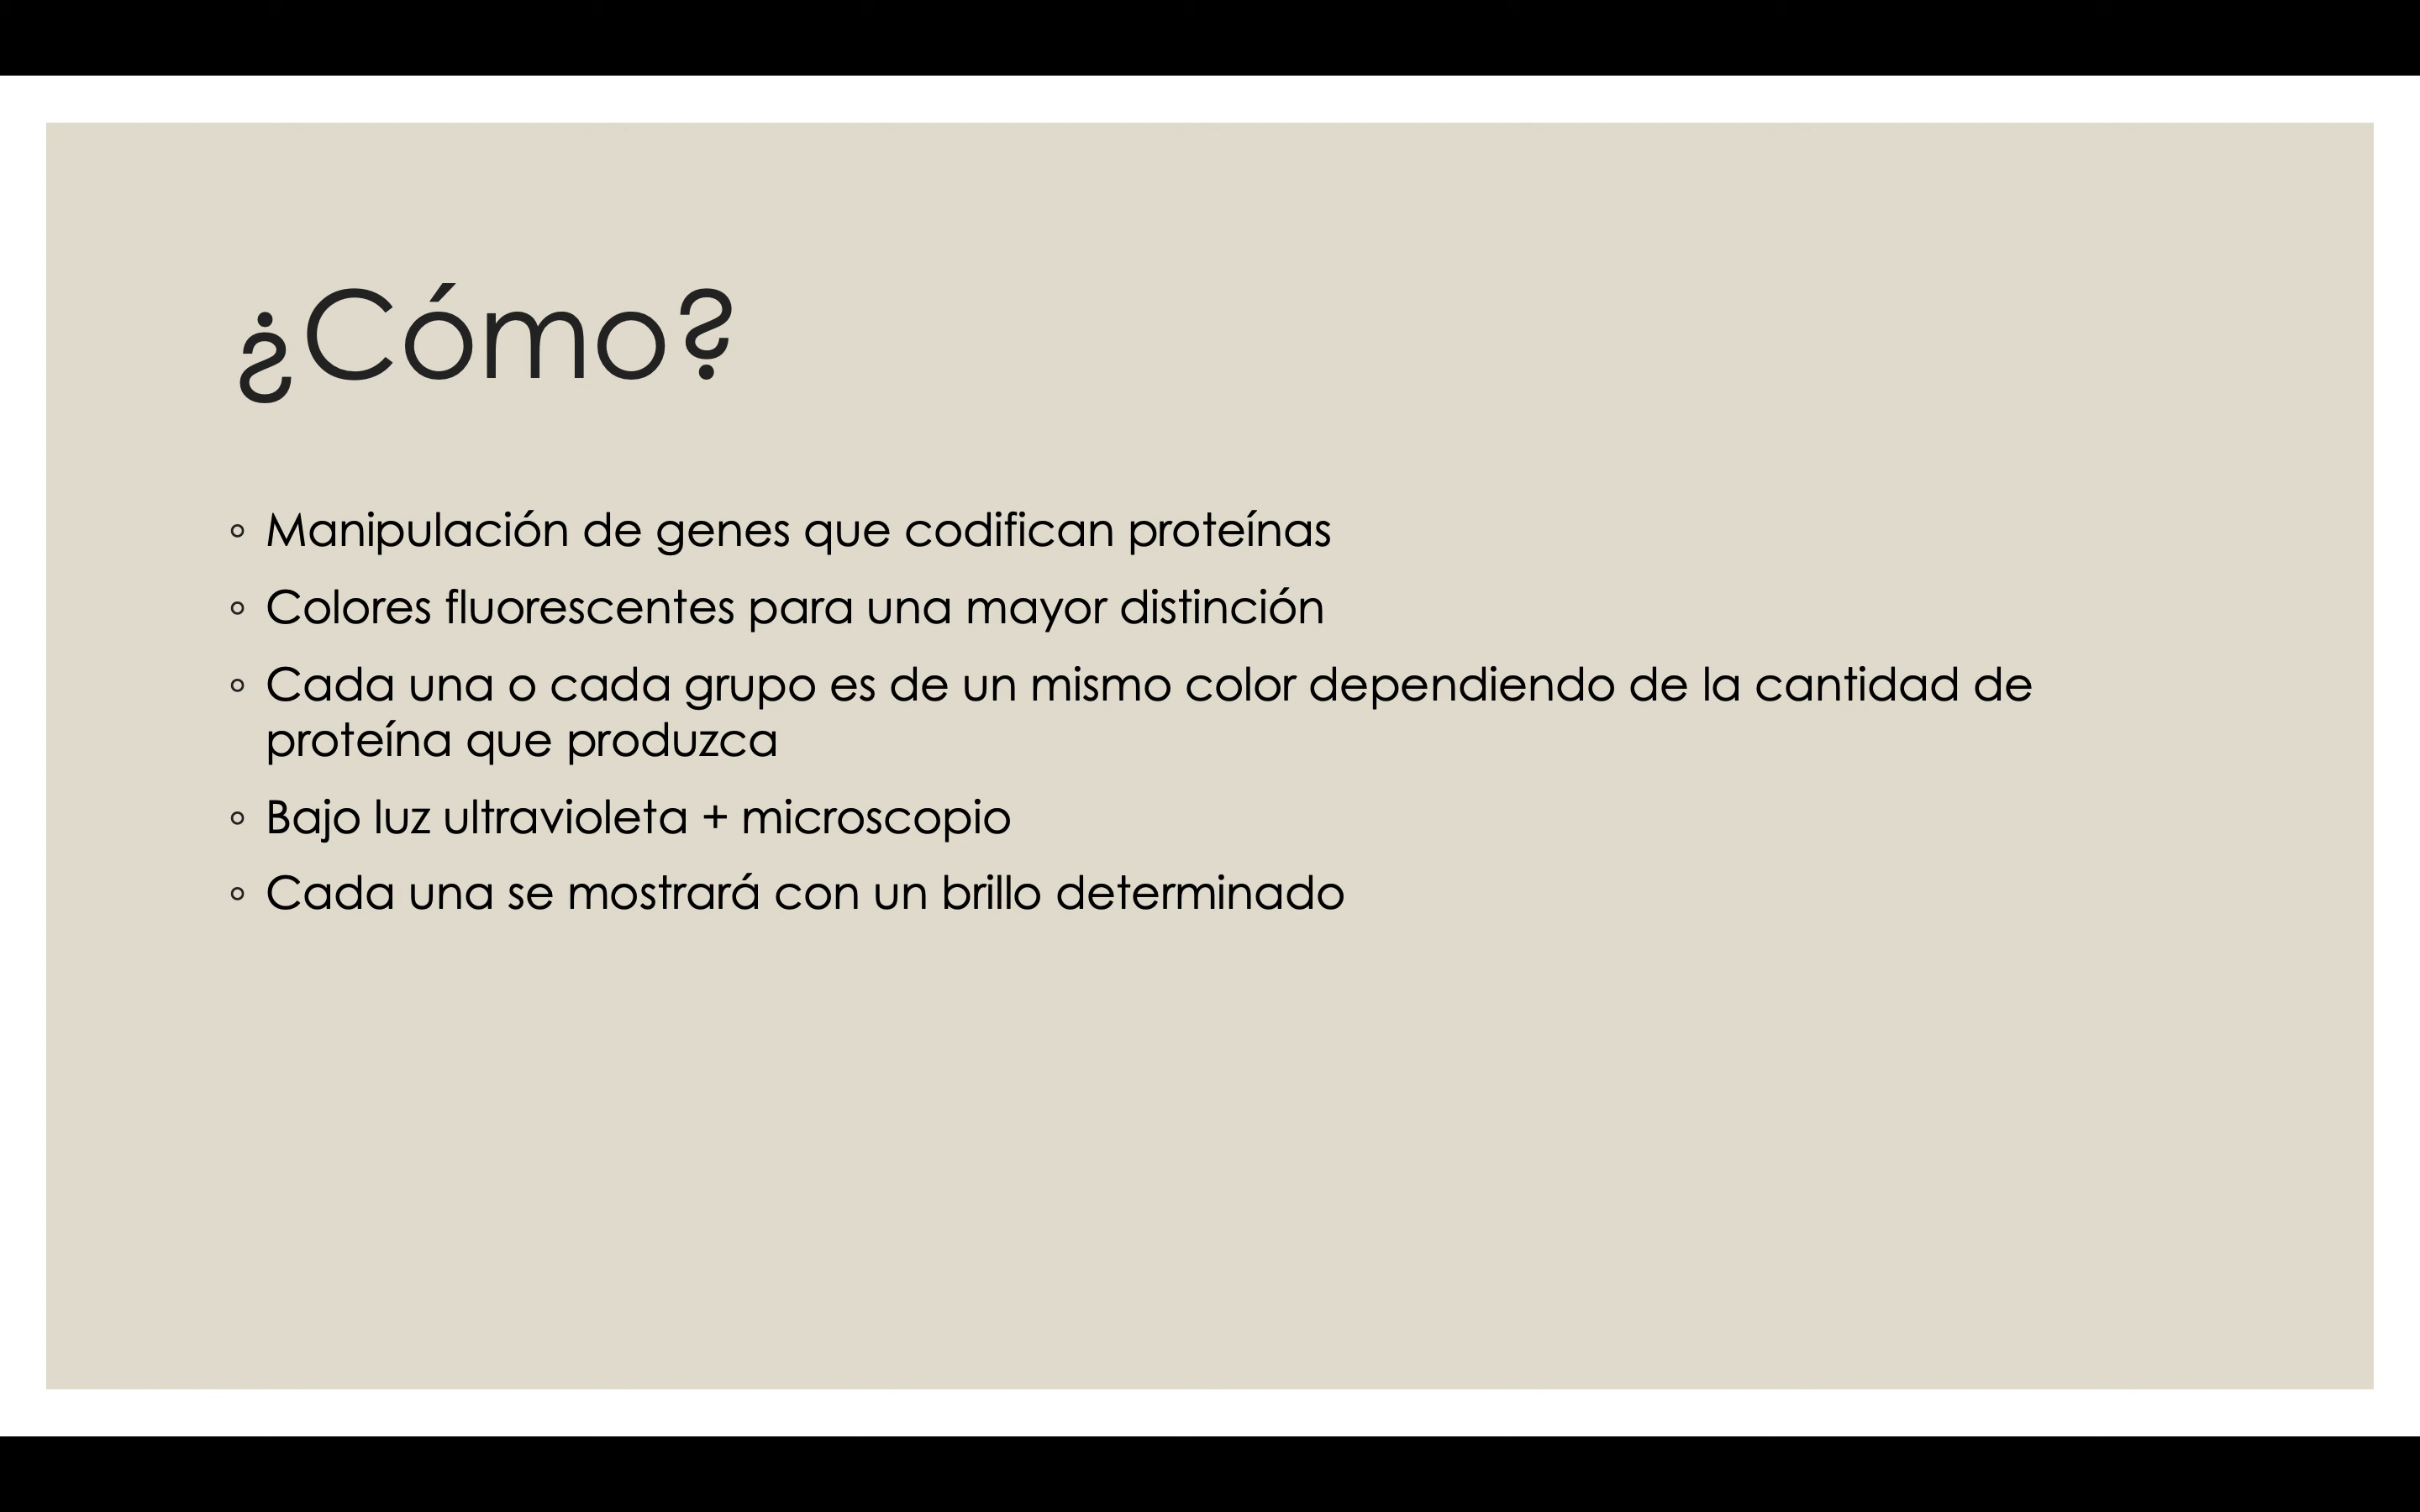 ¿Cómo?
◦ Manipulación de genes que codifican proteínas
◦ Colores fluorescentes para una mayor distinción
◦ Cada una o cada grupo es de un mismo color dependiendo de la cantidad de
proteína que produzca
◦ Bajo luz ultravioleta + microscopio
◦ Cada una se mostrará con un brillo determinado